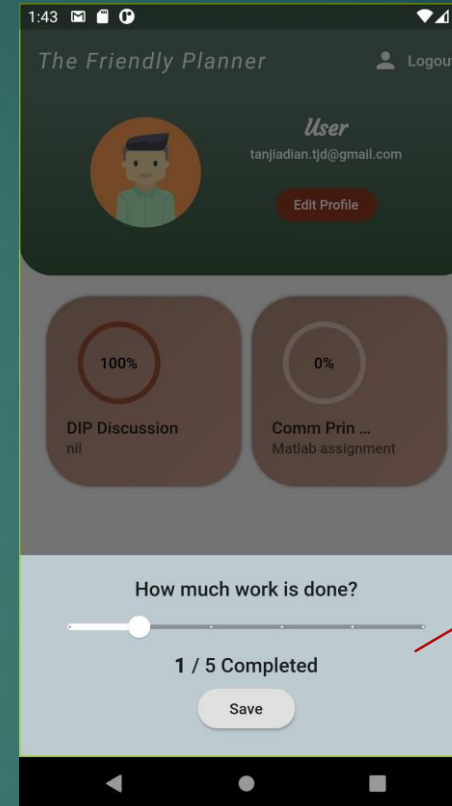 1:43
The Friendly Planner
Logout
User
tanjiadian.tjd@gmail.com
Edit Profile
100%
0%
DIP Discussion
Comm Prin ...
nil
Matlab assignment
How much work is done?
1 / 5 Completed
Save